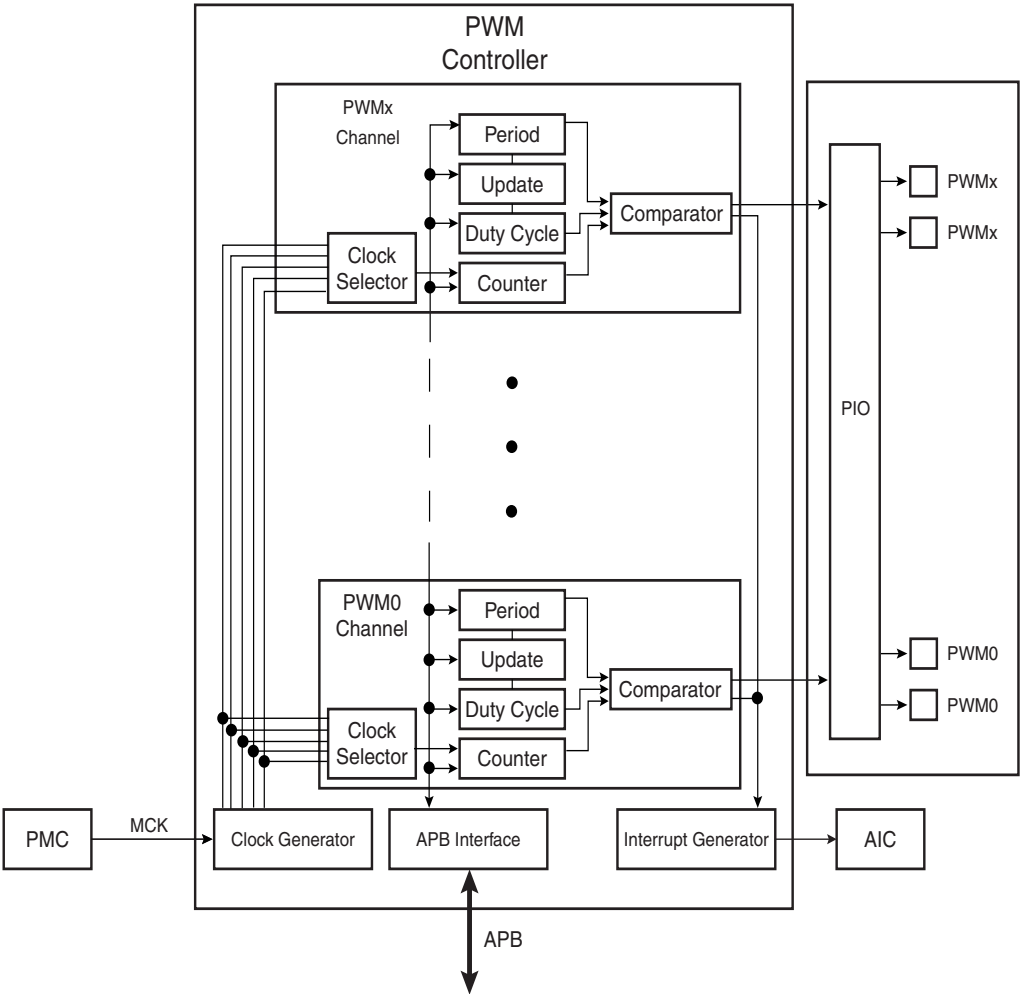 PWM
Controller
PWMx
Channel
Period
Update
Duty Cycle
Counter
Clock
Selector
Comparator
PIO
PWMx
PWMx
PWM0
Channel
Period
Update
Duty Cycle
Counter
Clock
Selector
Comparator
PWM0
PWM0
PMC
MCK
Clock Generator
APB Interface
Interrupt Generator
AIC
APB